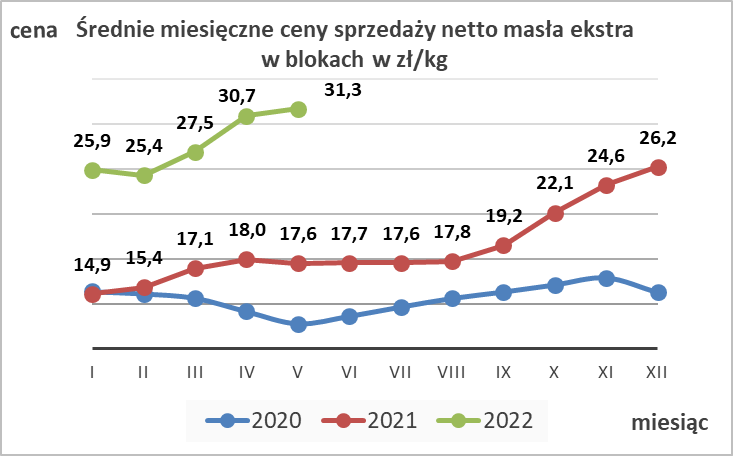 cena Średnie miesięczne ceny sprzedaży netto masła ekstra
w blokach w zł/kg
30,7 31,3
27,5
25,9 25,4
26,2
24,6
22,1
19,2
17,1 18,0 17,6 17,7 17,6 17,8
14,9 15,4
I II III IV V VI VII VIII IX X XI XII
2020 2021 2022
miesiąc